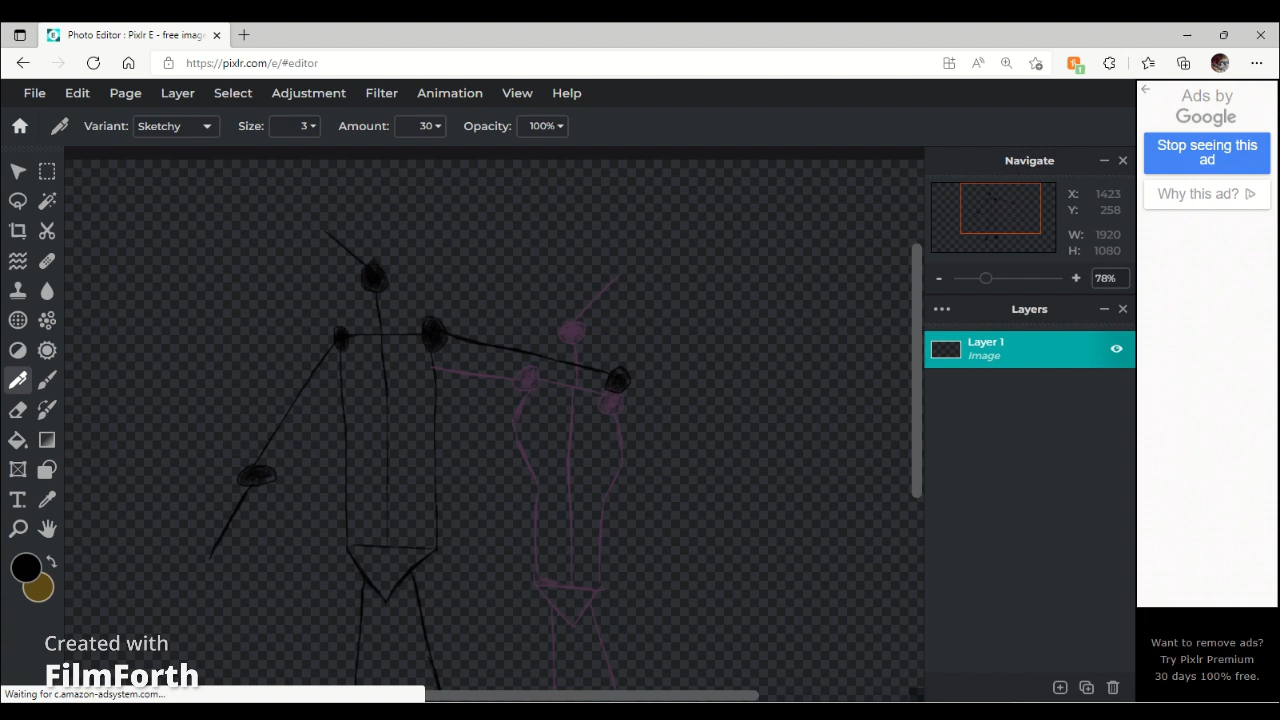 Photo Editor : Pixlr E - free image
https://pixlr.com/e/#editor
File Edit Page Layer Select Adjustment Filter Animation View Help
Variant: Sketchy Size: 3 Amount: 30 Opacity: 100%
Navigate
X: 1423
Y: 258
W: 1920
H: 1080
78%
Layers
Layer 1
Image
Ads by
Google
Stop seeing this
ad
Why this ad?
Want to remove ads?
Try Pixlr Premium
30 days 100% free.
Created with
FilmForth
Waiting for c.amazon-adsystem.com...